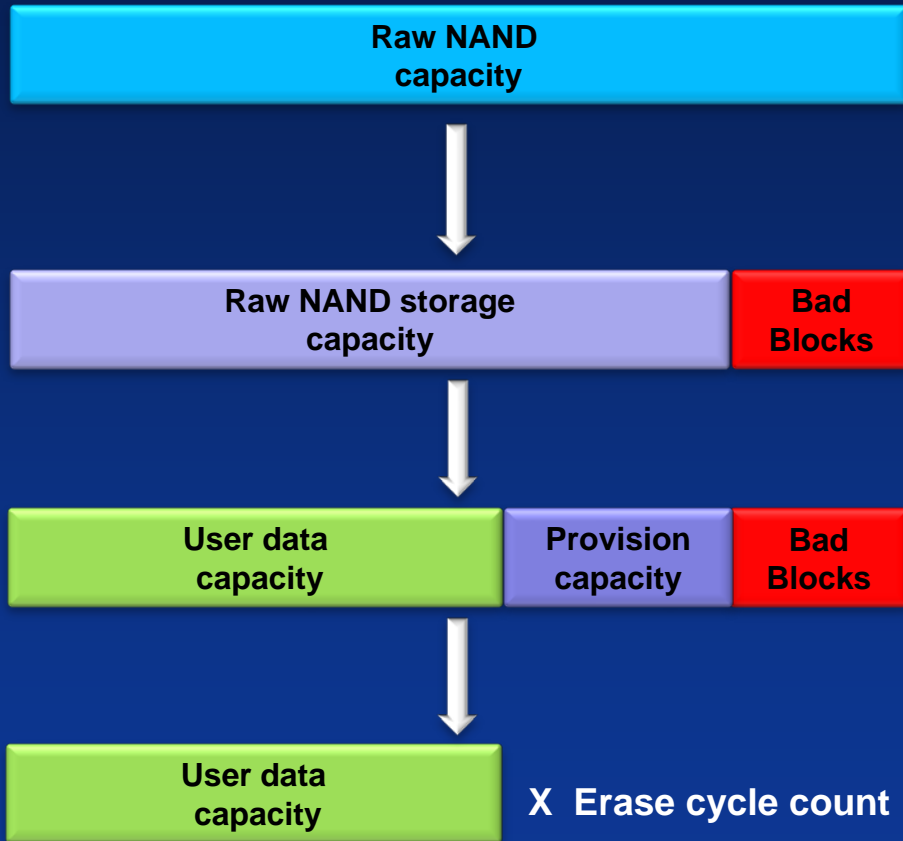 Raw NAND
capacity
Raw NAND storage
capacity
Bad
Blocks
User data
capacity
Provision
capacity
Bad
Blocks
User data
capacity
X Erase cycle count